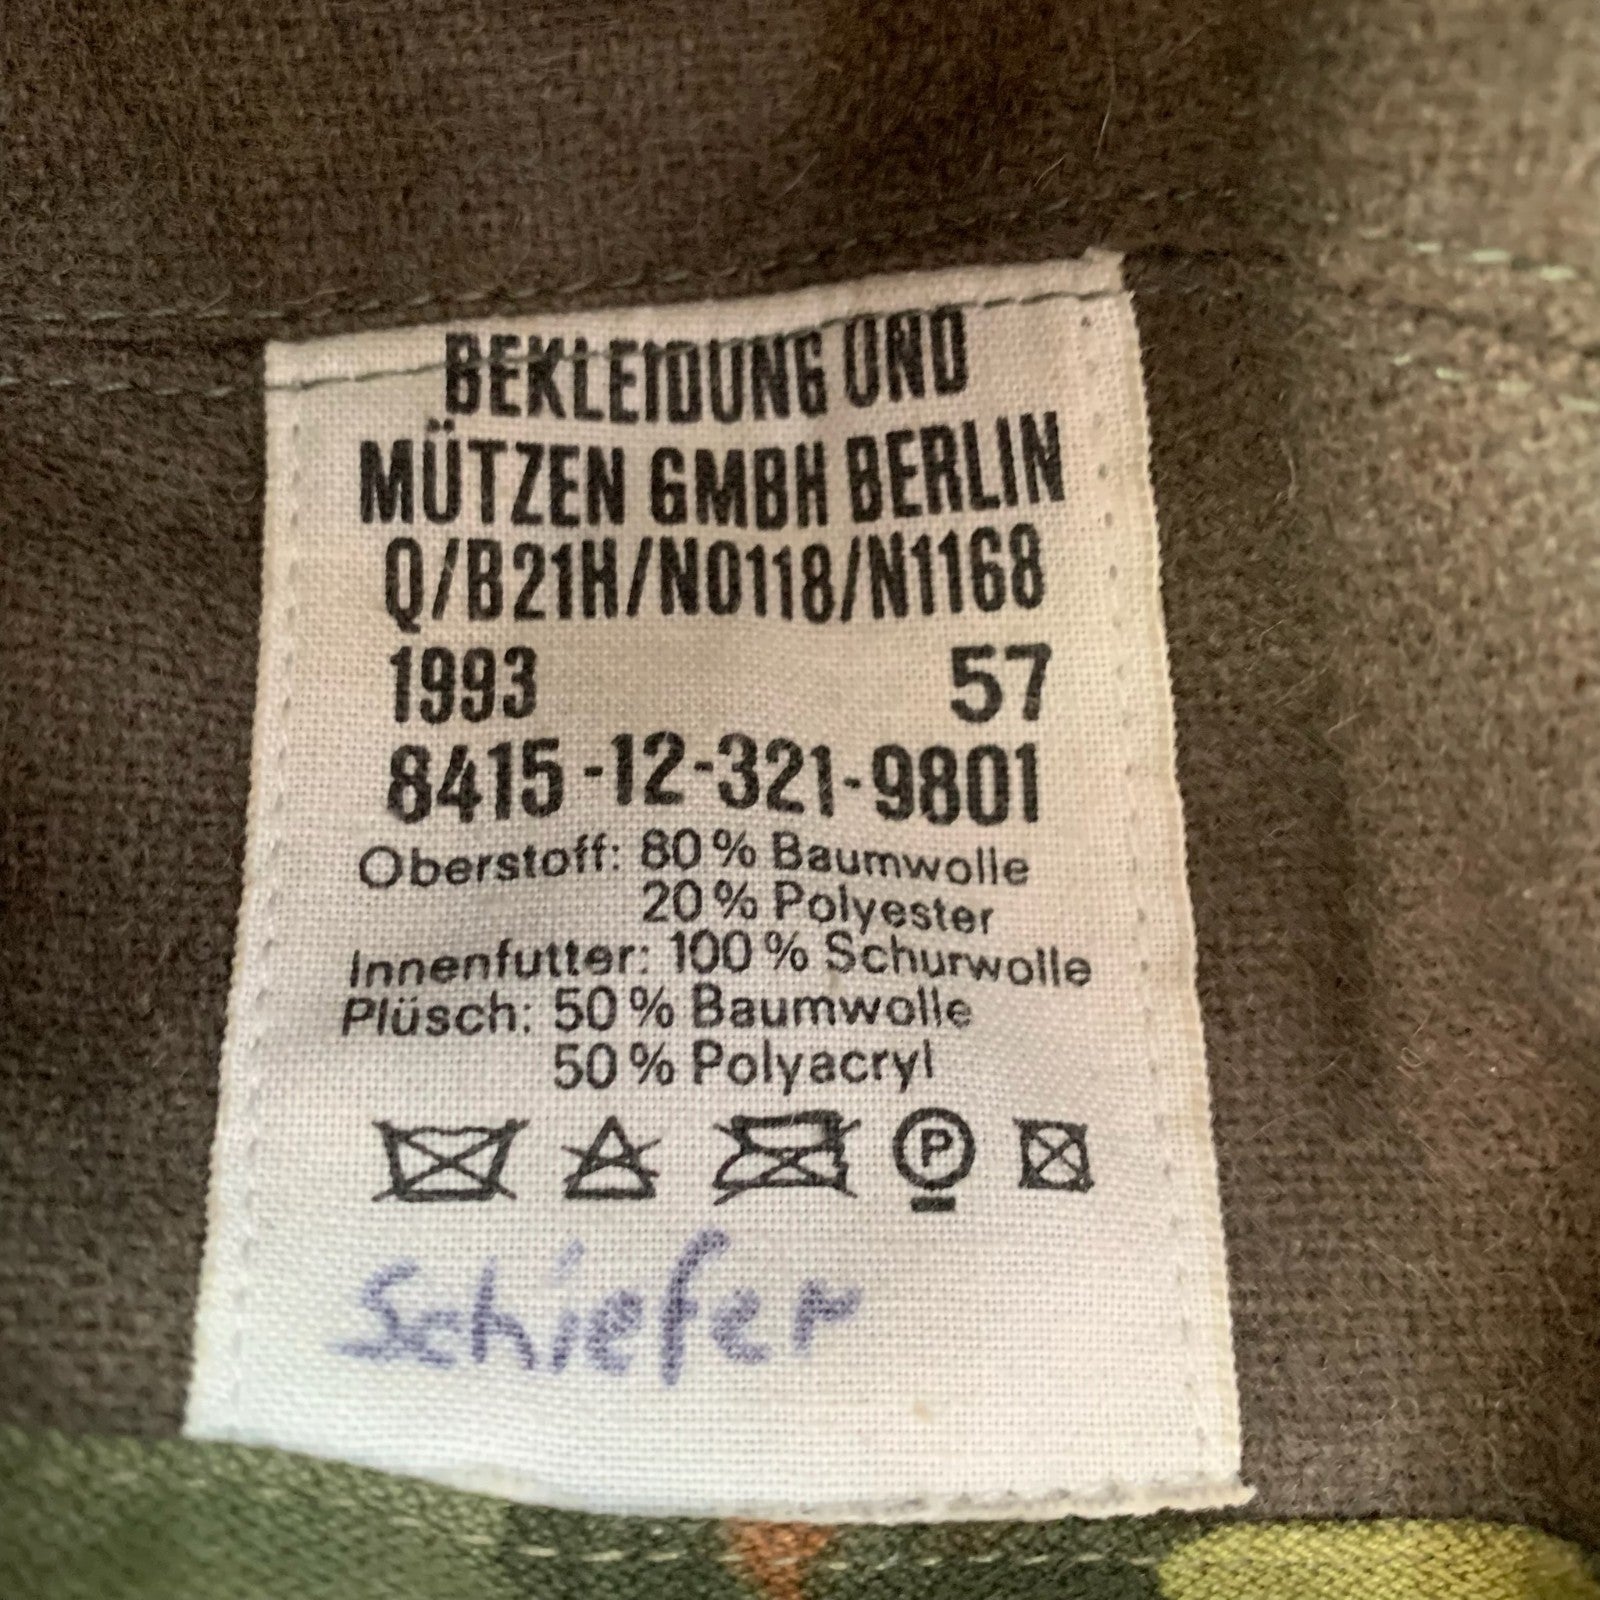 BEKLEIDUNG UND
MÜTZEN GMBH BERLIN
Q/B21H/N0118/N1168
1993 57
8415-12-321-9801
Oberstoff: 80% Baumwolle
20% Polyester
Innenfutter: 100% Schurwolle
Plüsch: 50% Baumwolle
50% Polyacryl
P
Schiefer